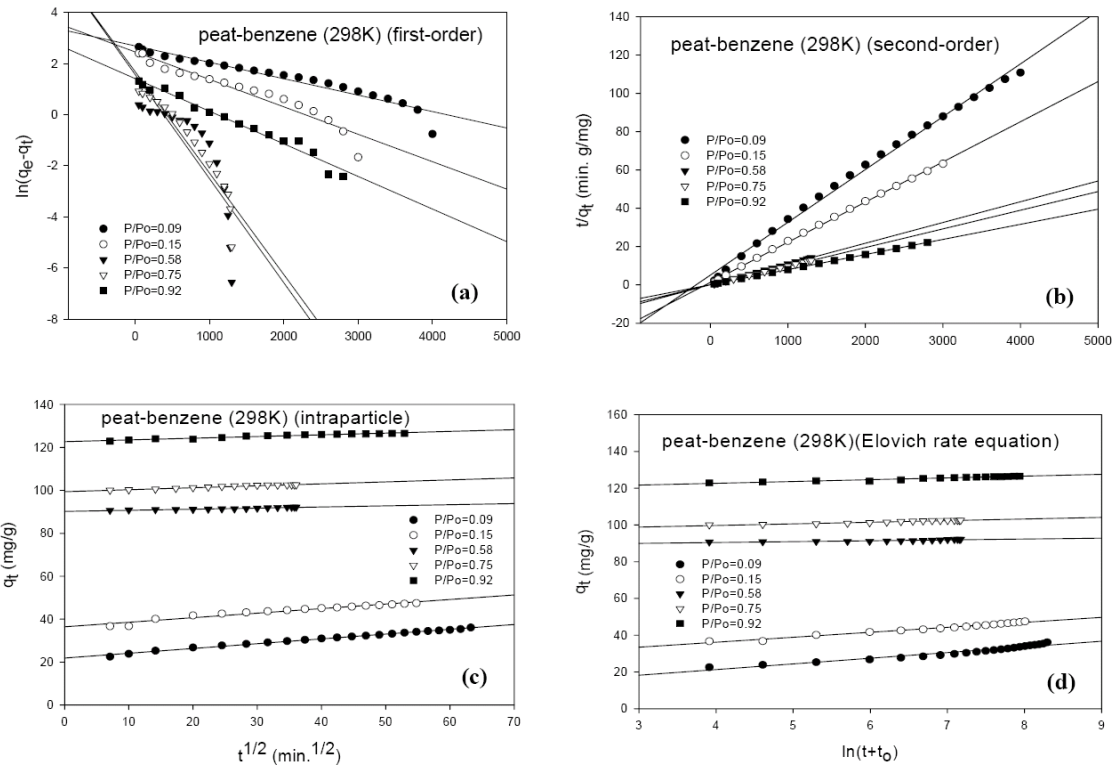 peat-benzene (298K) (first-order)
ln(qe-qt)
4
2
0
-2
-4
-6
-8
P/Po=0.09
P/Po=0.15
P/Po=0.58
P/Po=0.75
P/Po=0.92
(a)
0 1000 2000 3000 4000 5000
peat-benzene (298K) (second-order)
t/qt (min. g/mg)
140
120
100
80
60
40
20
0
-20
P/Po=0.09
P/Po=0.15
P/Po=0.58
P/Po=0.75
P/Po=0.92
(b)
0 1000 2000 3000 4000 5000
peat-benzene (298K) (intraparticle)
qt (mg/g)
140
120
100
80
60
40
20
0
P/Po=0.09
P/Po=0.15
P/Po=0.58
P/Po=0.75
P/Po=0.92
(c)
0 10 20 30 40 50 60 70
t1/2 (min.1/2)
peat-benzene (298K)(Elovich rate equation)
qt (mg/g)
160
140
120
100
80
60
40
20
0
P/Po=0.09
P/Po=0.15
P/Po=0.58
P/Po=0.75
P/Po=0.92
(d)
3 4 5 6 7 8 9
ln(t+to)